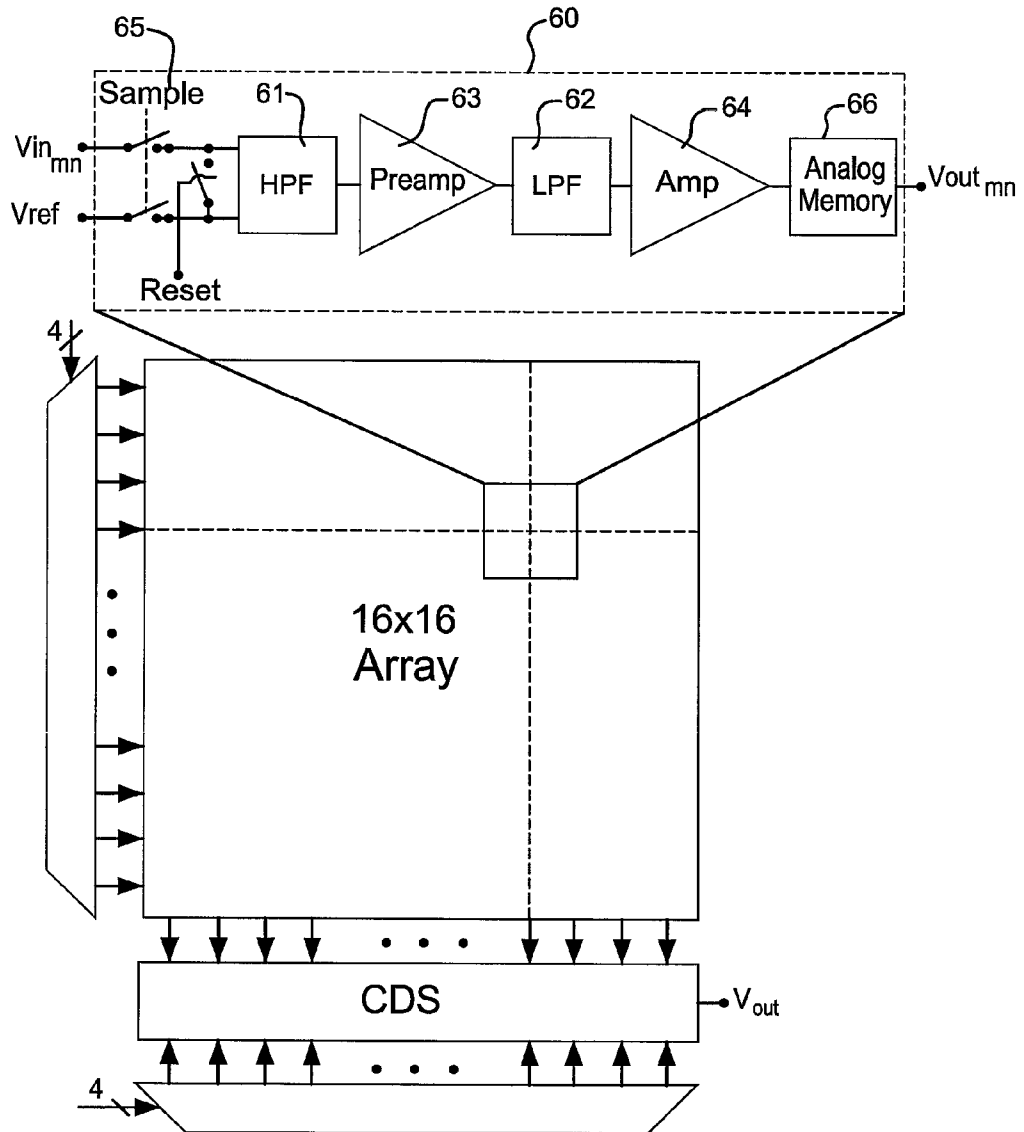 65
60
Sample
61
63
62
64
66
Vin mn
HPF
Preamp
LPF
Amp
Analog
Memory
Vout mn
Vref
Reset
4
16x16
Array
CDS
Vout
4